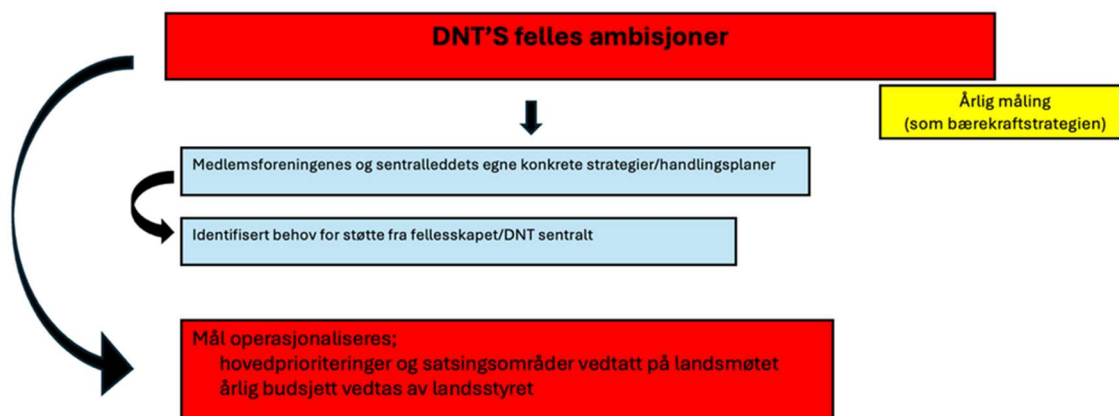 DNT'S felles ambisjoner
Årlig måling
(som bærekraftstrategien)
Medlemsforeningenes og sentralleddets egne konkrete strategier/handlingsplaner
Identifisert behov for støtte fra fellesskapet/DNT sentralt
Mål operasjonaliseres;
hovedprioriteringer og satsingsområder vedtatt på landsmøtet
årlig budsjett vedtas av landsstyret